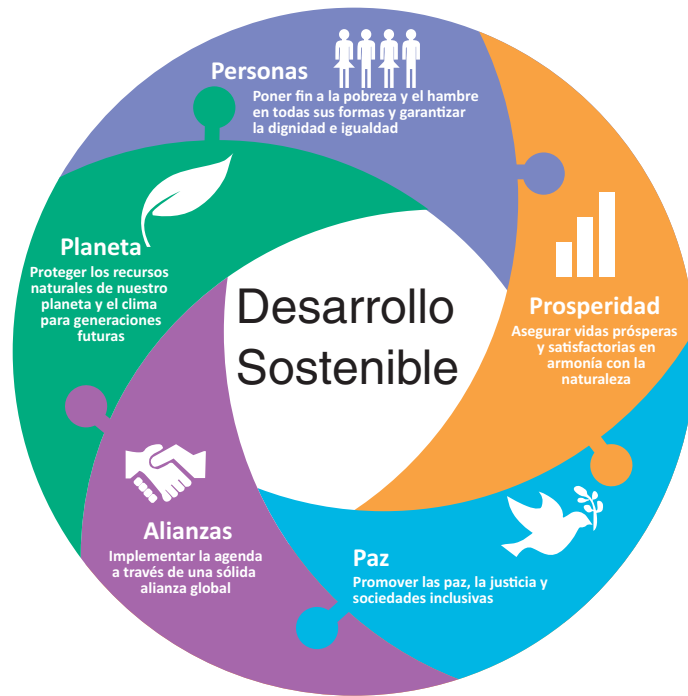 Personas
Poner fin a la pobreza y el hambre
en todas sus formas y garantizar
la dignidad e igualdad
Planeta
Proteger los recursos
naturales de nuestro
planeta y el clima
para generaciones
futuras
Desarrollo
Sostenible
Prosperidad
Asegurar vidas prósperas
y satisfactorias en
armonía con la
naturaleza
Alianzas
Implementar la agenda
a través de una sólida
alianza global
Paz
Promover las paz, la justicia y
sociedades inclusivas